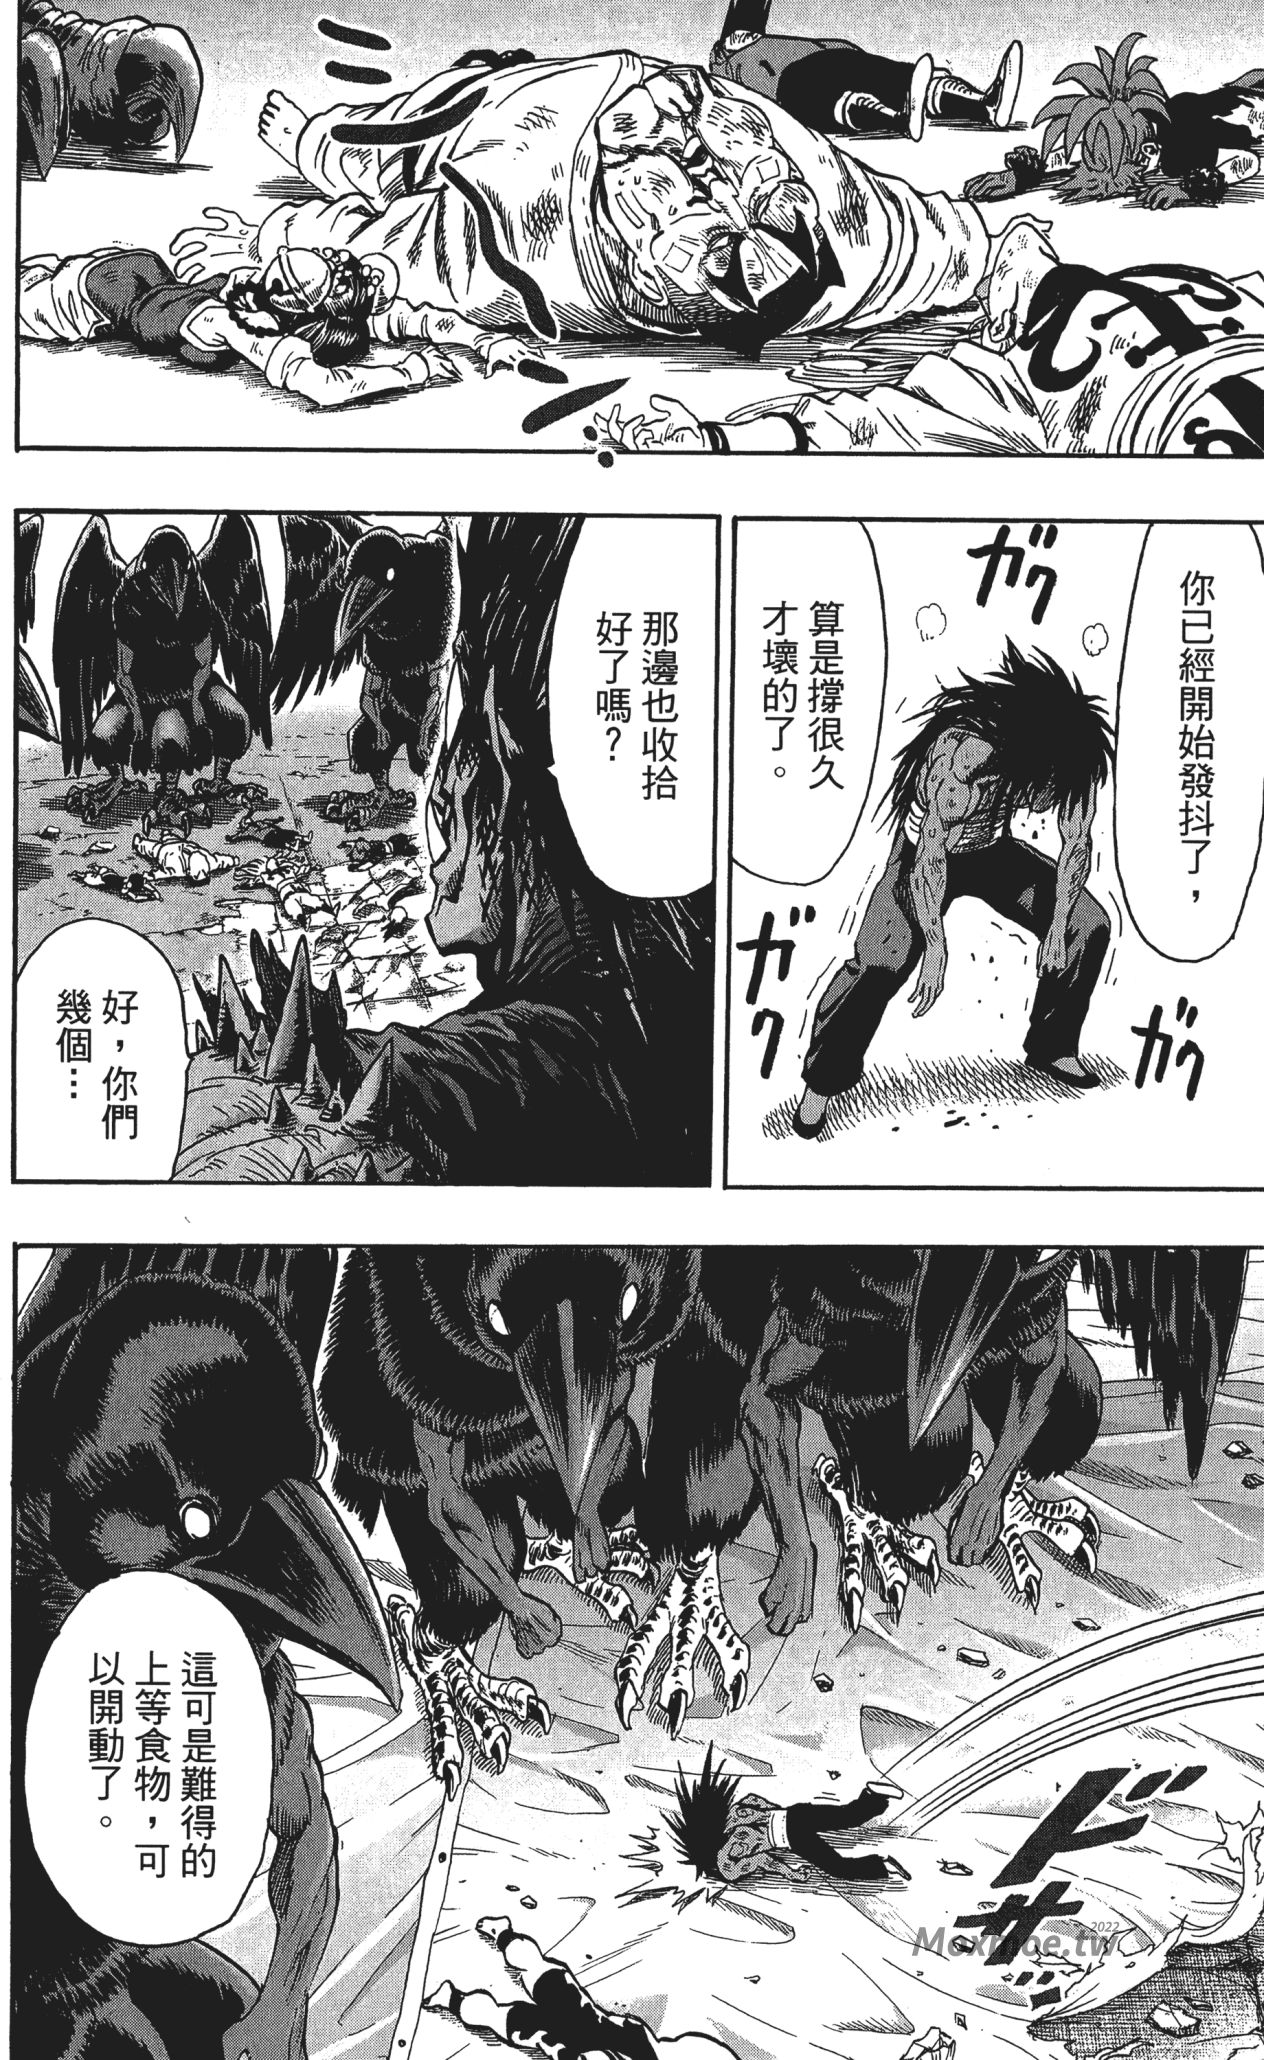 你已經開始發抖了，
算是撐很久
才壞的了。
ガク
ガク
ガク
那邊也收拾
好了嗎？
好，你們
幾個…
這可是難得的
上等食物，可
以開動了。
ドサッ
2022
Moxmoe.tw